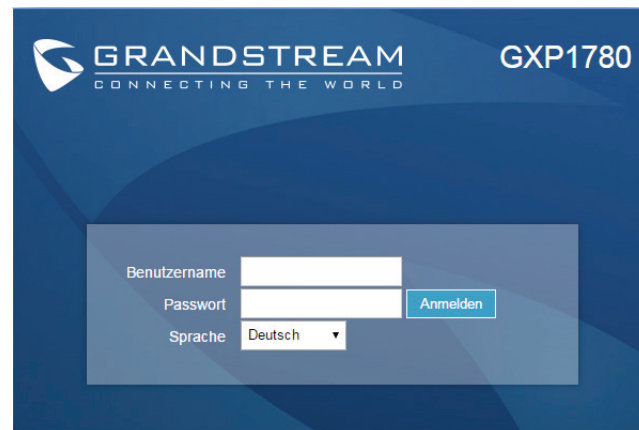 GRANDSTREAM
CONNECTING THE WORLD
GXP1780
Benutzername
Passwort
Anmelden
Sprache
Deutsch